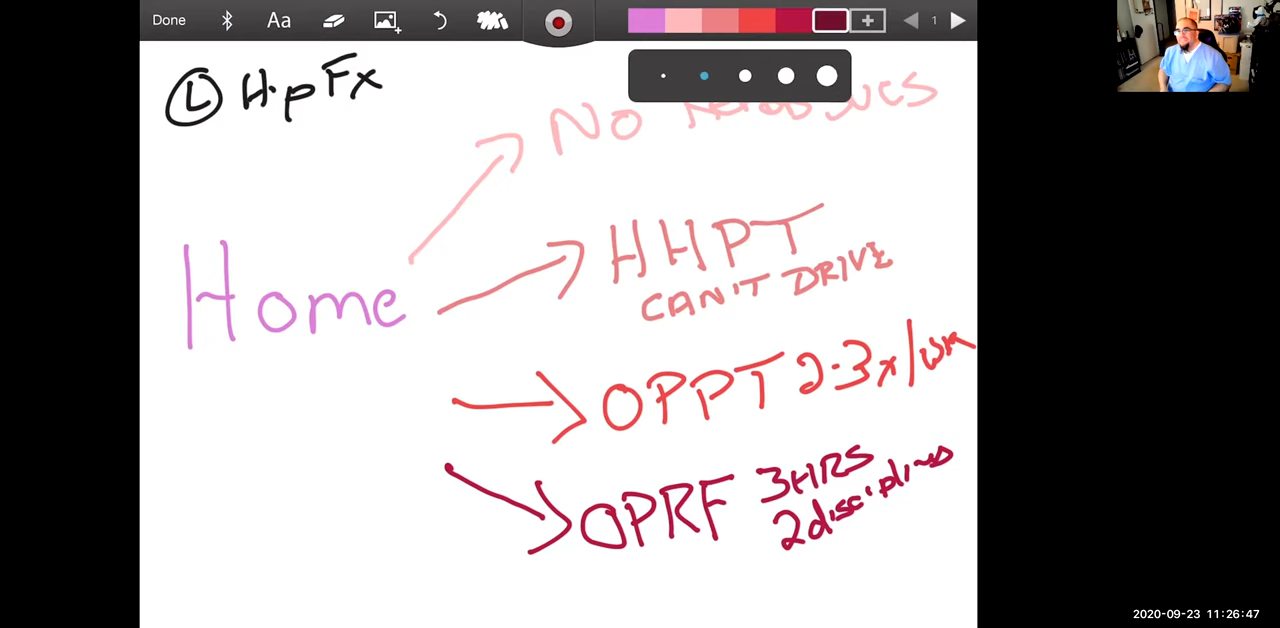 Done Aa 1
Ⓛ HipFx
No
Home
HHPT
CAN'T DRIVE
OPPT 2-3x/wk
OPRF 3HRS
2disciplines
2020-09-23 11:26:47